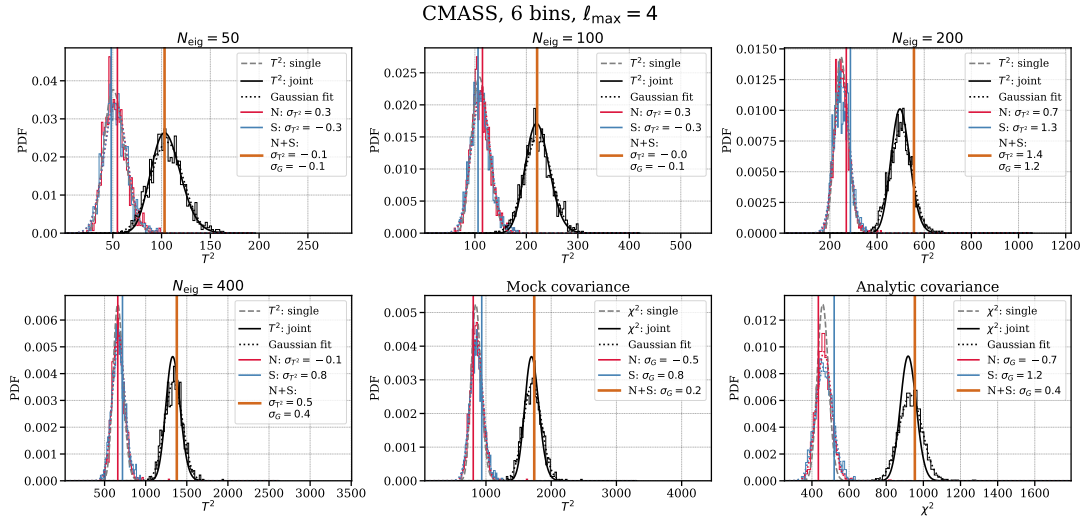 CMASS, 6 bins, ℓmax = 4
Neig = 50
PDF
0.04
0.03
0.02
0.01
0.00
50
100
200
250
T²
T²: single
T²: joint
Gaussian fit
N: σT² = 0.3
S: σT² = −0.3
N+S:
σT² = −0.1
σG = −0.1
Neig = 100
PDF
0.025
0.020
0.015
0.010
0.005
0.000
100
200
300
400
500
T²
T²: single
T²: joint
Gaussian fit
N: σT² = 0.3
S: σT² = −0.3
N+S:
σT² = −0.0
σG = −0.1
Neig = 200
PDF
0.0150
0.0125
0.0100
0.0075
0.0050
0.0025
0.0000
200
400
600
800
1000
1200
T²
T²: single
T²: joint
Gaussian fit
N: σT² = 0.7
S: σT² = 1.3
N+S:
σT² = 1.4
σG = 1.2
Neig = 400
PDF
0.006
0.005
0.004
0.003
0.002
0.001
0.000
500
1000
1500
2000
2500
3000
3500
T²
T²: single
T²: joint
Gaussian fit
N: σT² = −0.1
S: σT² = 0.8
N+S:
σT² = 0.5
σG = 0.4
Mock covariance
PDF
0.005
0.004
0.003
0.002
0.001
0.000
1000
2000
3000
4000
T²
χ²: single
χ²: joint
Gaussian fit
N: σG = −0.5
S: σG = 0.8
N+S: σG = 0.2
Analytic covariance
PDF
0.012
0.010
0.008
0.006
0.004
0.002
0.000
400
600
800
1000
1200
1400
1600
χ²
χ²: single
χ²: joint
Gaussian fit
N: σG = −0.7
S: σG = 1.2
N+S: σG = 0.4